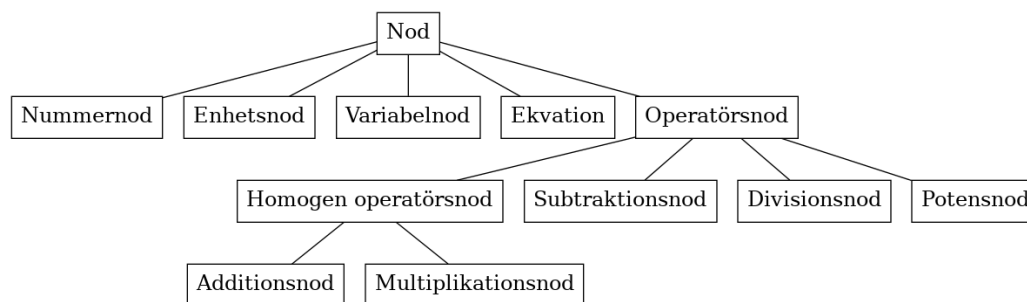 Nod
Nummernod
Enhetsnod
Variabelnod
Ekvation
Operatörsnod
Homogen operatörsnod
Subtraktionsnod
Divisionsnod
Potensnod
Additionsnod
Multiplikationsnod